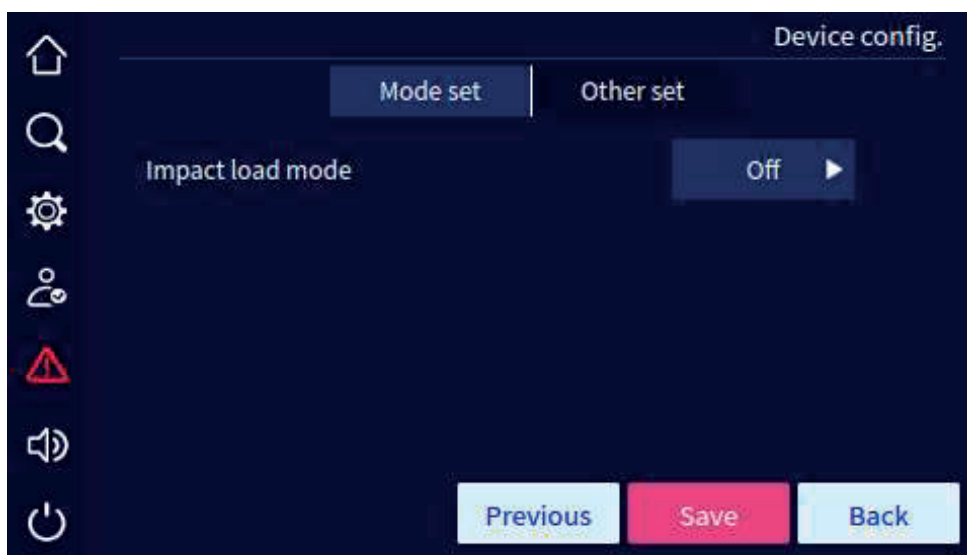 Device config.
Mode set Other set
Impact load mode Off
Previous Save Back